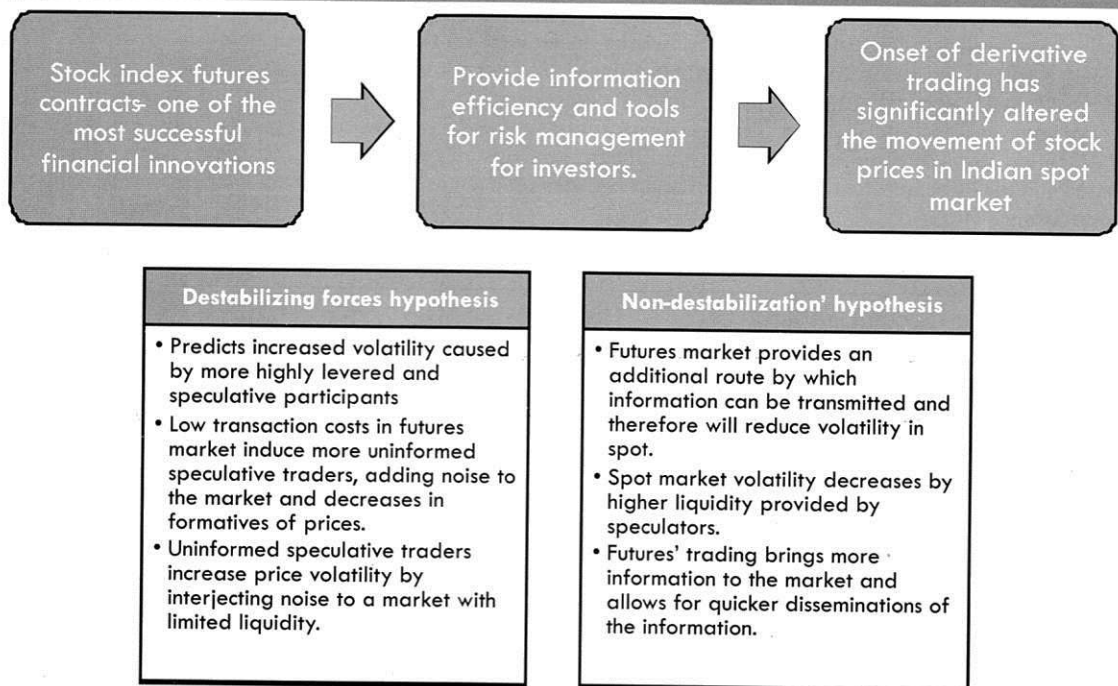 Stock index futures
contracts- one of the
most successful
financial innovations
Provide information
efficiency and tools
for risk management
for investors.
Onset of derivative
trading has
significantly altered
the movement of stock
prices in Indian spot
market
Destabilizing forces hypothesis
• Predicts increased volatility caused
by more highly levered and
speculative participants
• Low transaction costs in futures
market induce more uninformed
speculative traders, adding noise to
the market and decreases in
formatives of prices.
• Uninformed speculative traders
increase price volatility by
interjecting noise to a market with
limited liquidity.
Non-destabilization' hypothesis
• Futures market provides an
additional route by which
information can be transmitted and
therefore will reduce volatility in
spot.
• Spot market volatility decreases by
higher liquidity provided by
speculators.
• Futures' trading brings more
information to the market and
allows for quicker disseminations of
the information.